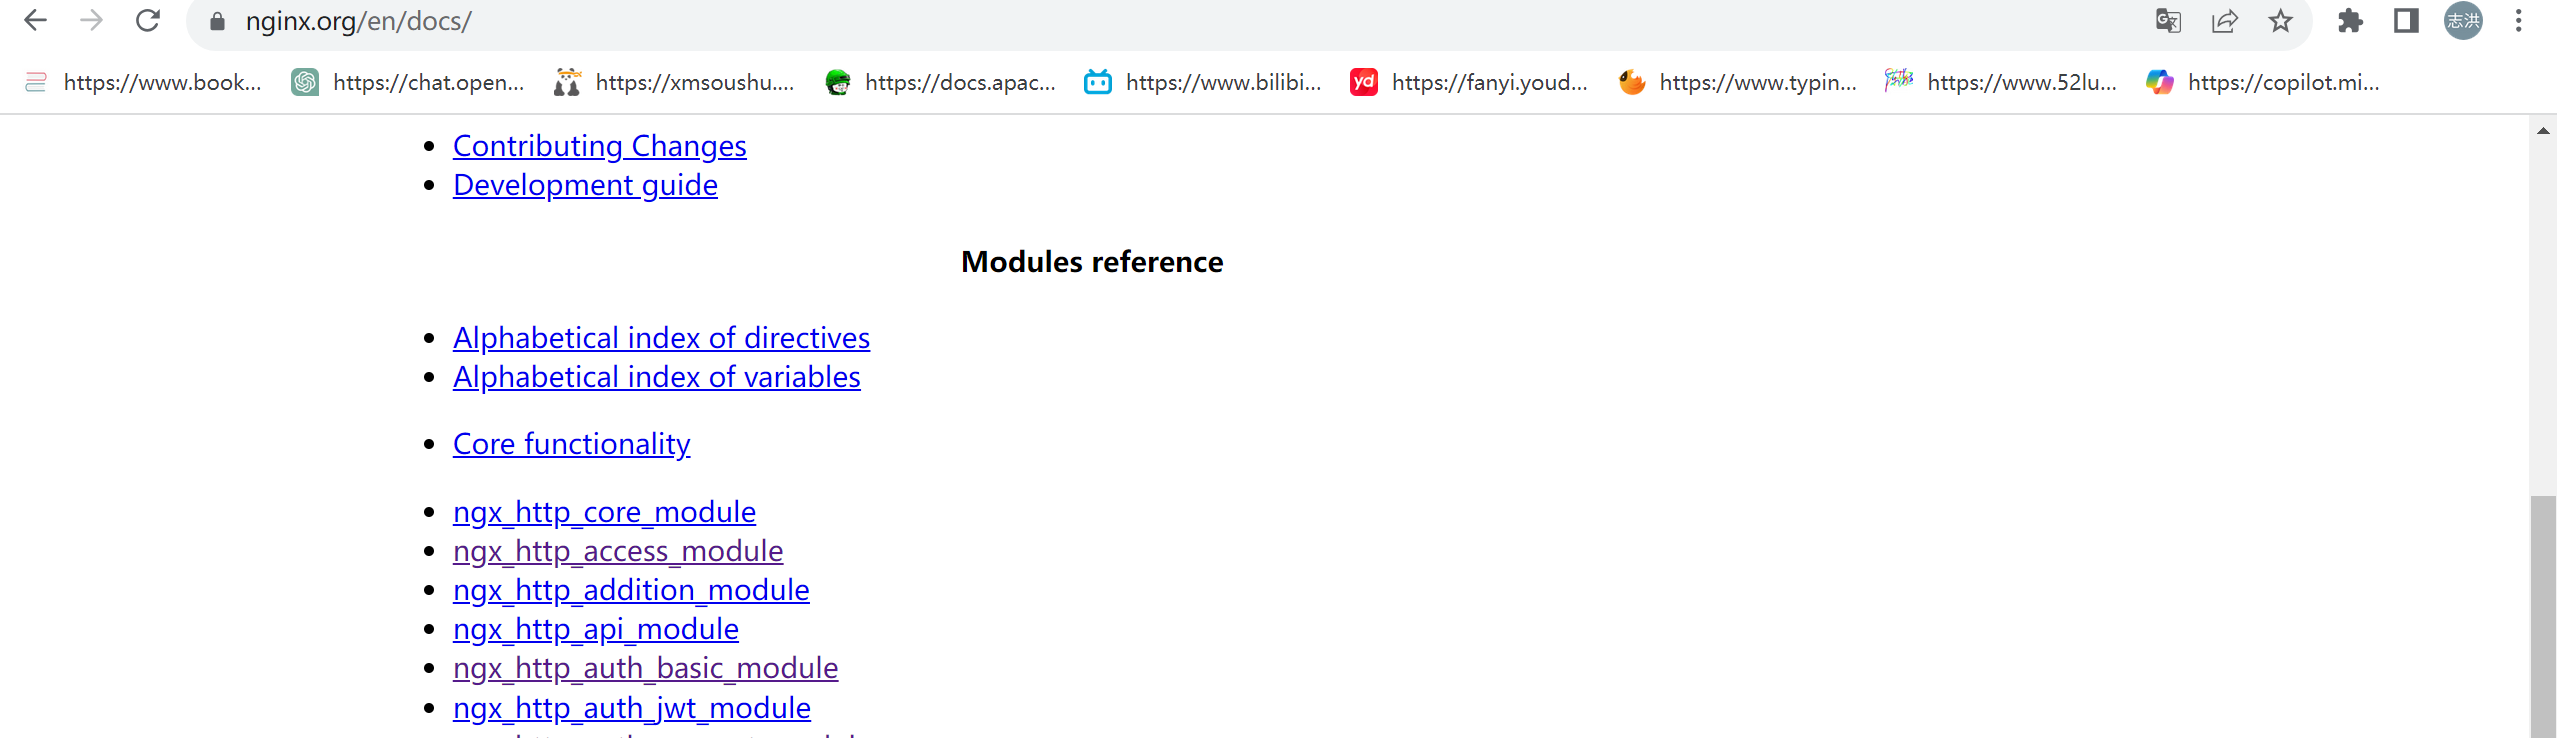 nginx.org/en/docs/
志洪
https://www.book... https://chat.open... https://xmsoushu.... https://docs.apac... https://www.bilibi... https://fanyi.youd... https://www.typin... https://www.52lu... https://copilot.mi...
Contributing Changes
Development guide
Modules reference
Alphabetical index of directives
Alphabetical index of variables
Core functionality
ngx_http_core_module
ngx_http_access_module
ngx_http_addition_module
ngx_http_api_module
ngx_http_auth_basic_module
ngx_http_auth_jwt_module